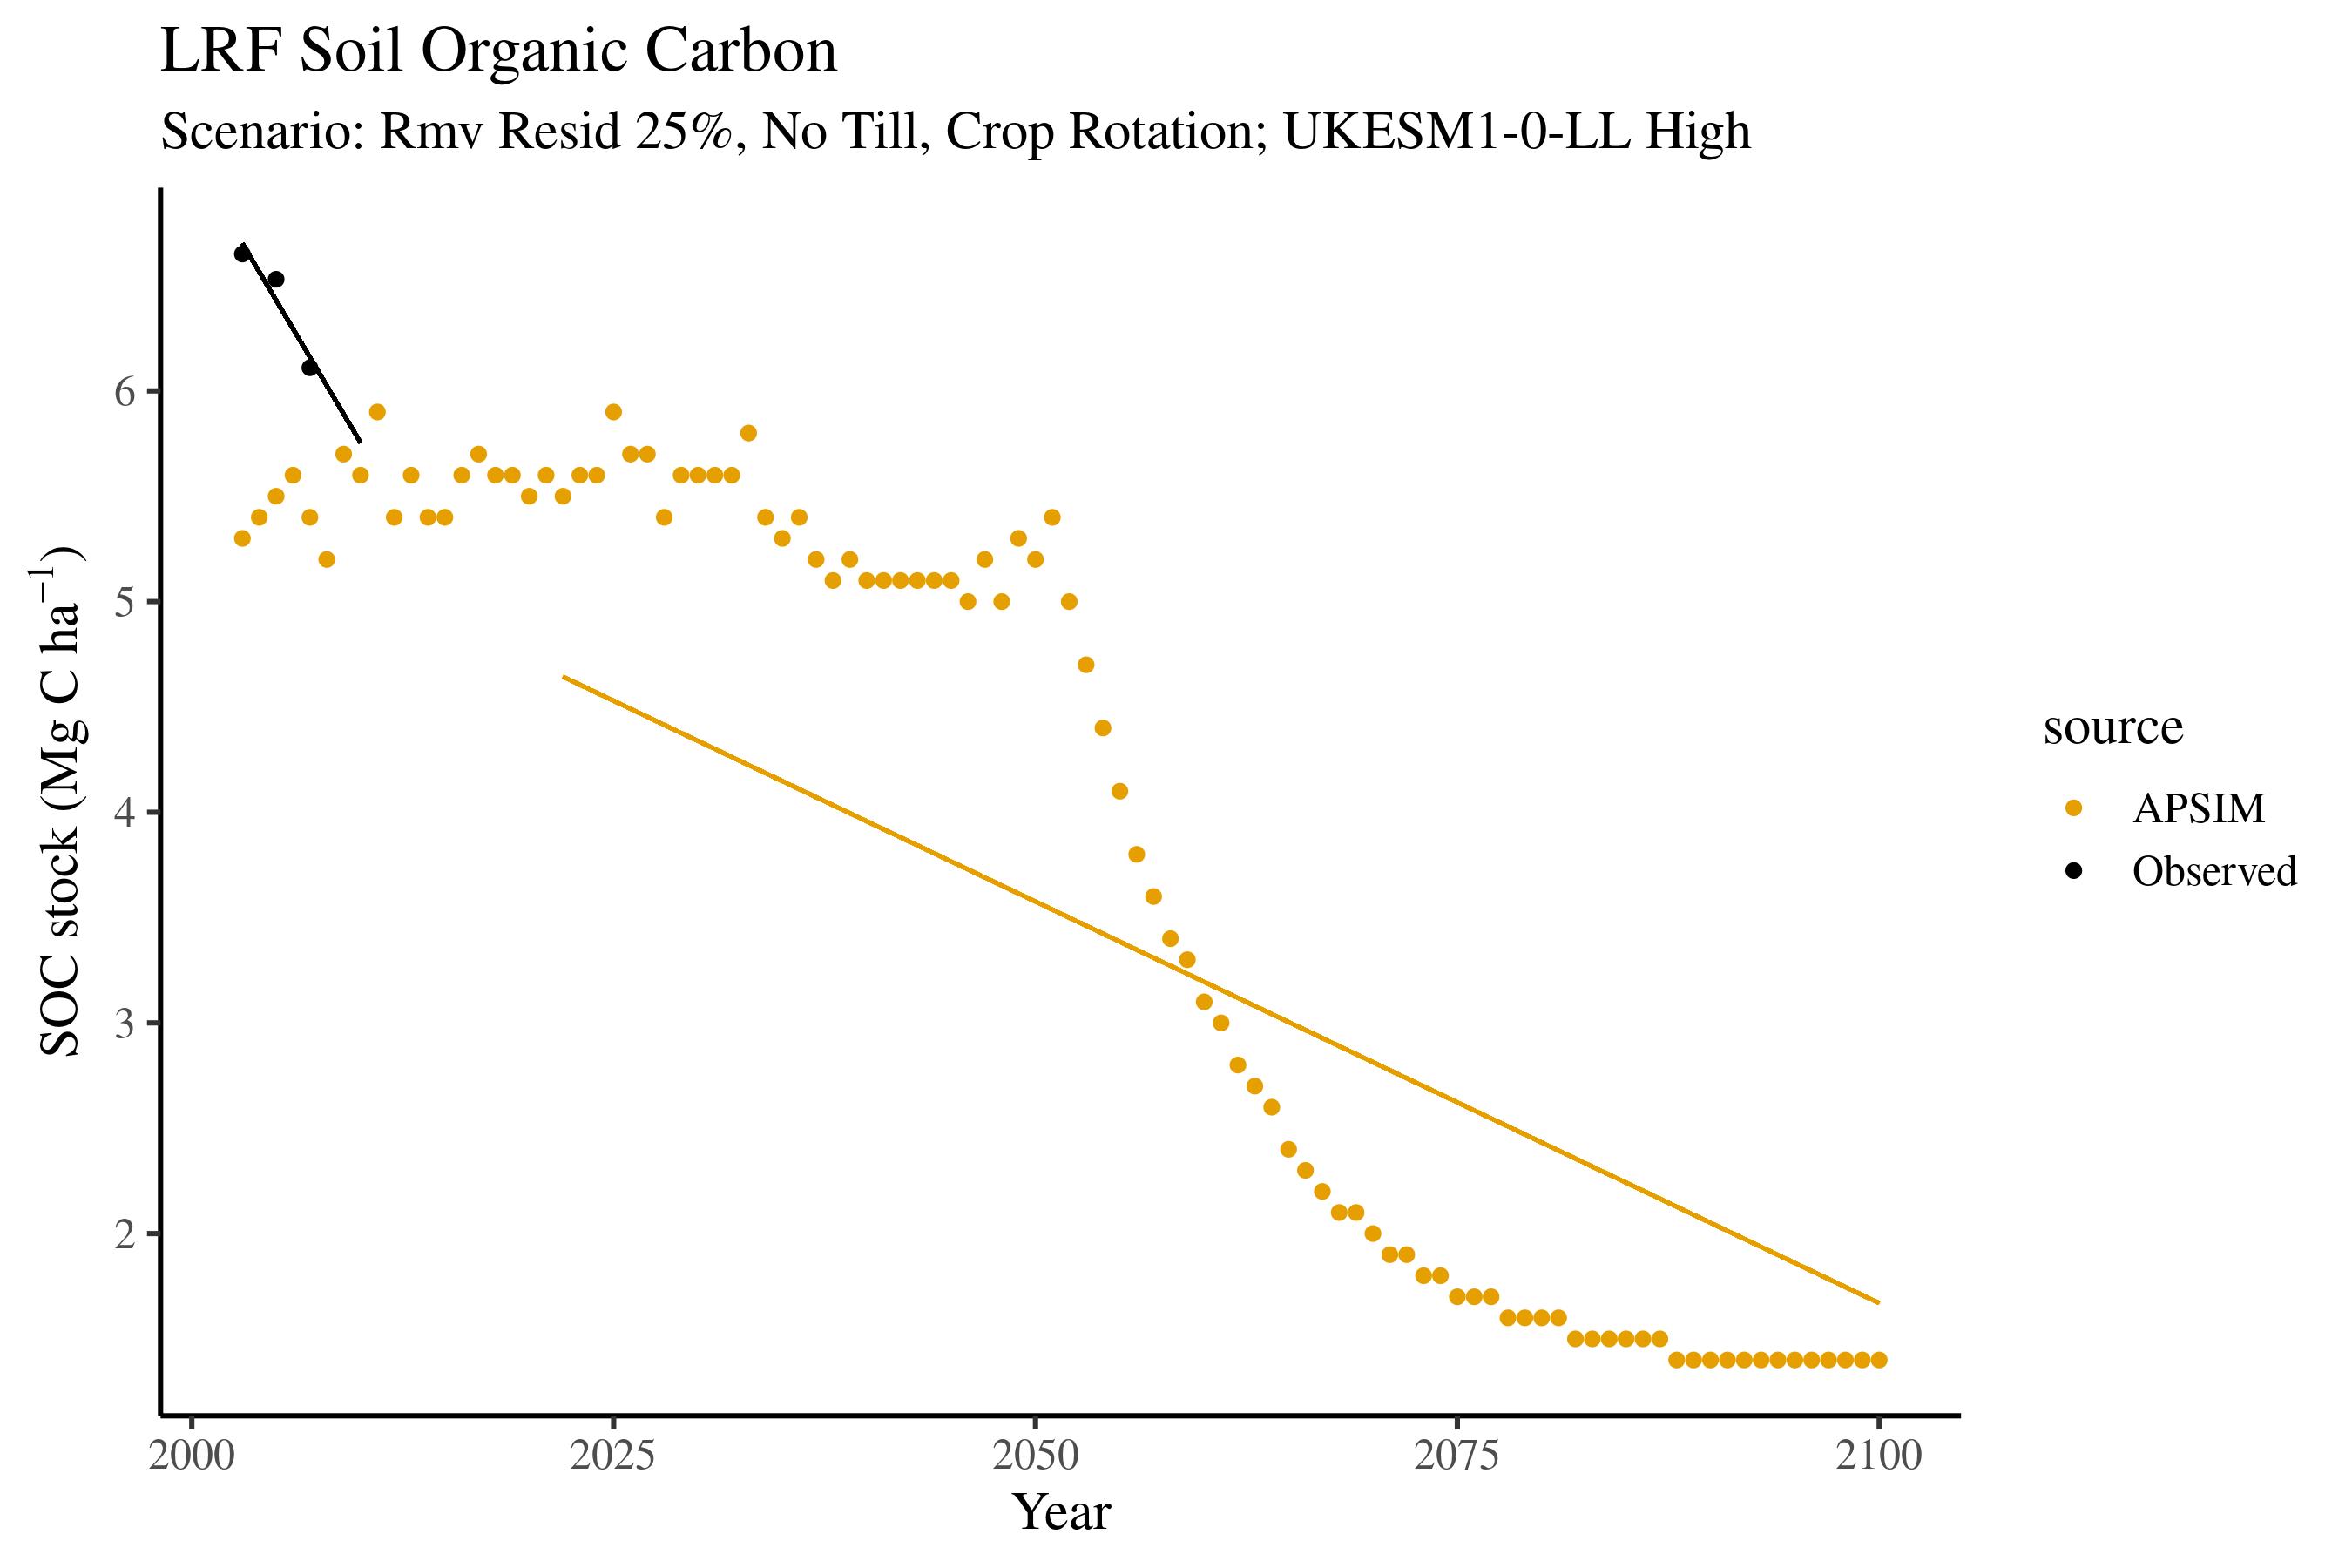 LRF Soil Organic Carbon
Scenario: Rmv Resid 25%, No Till, Crop Rotation; UKESM1-0-LL High
SOC stock (Mg C ha⁻¹)
6
5
4
3
2
2000 2025 2050 2075 2100
Year
source
APSIM
Observed